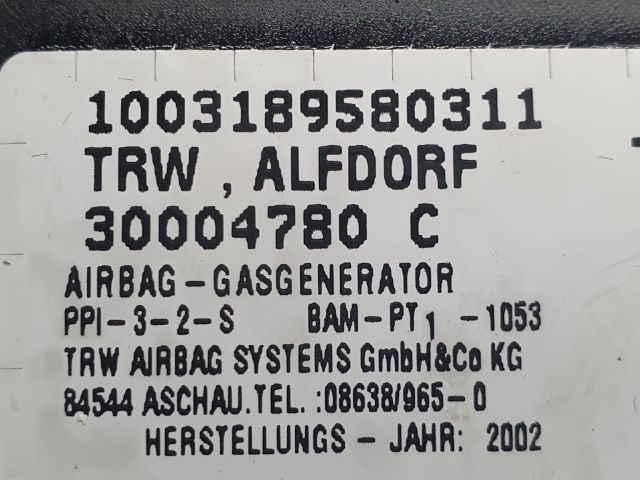 1003189580311
TRW , ALFDORF
30004780 C
AIRBAG - GASGENERATOR
PPI-3-2-S BAM-PT1 -1053
TRW AIRBAG SYSTEMS GmbH&Co KG
84544 ASCHAU.TEL.:08638/965-0
HERSTELLUNGS - JAHR: 2002